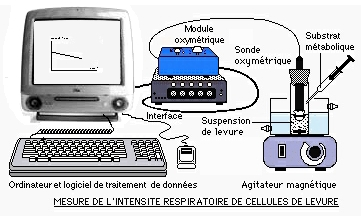 Module
oxymétrique
Substrat
métabolique
Sonde
oxymétrique
Interface
Suspension
de levure
Ordinateur et logiciel de traitement de données
Agitateur magnétique
MESURE DE L'INTENSITE RESPIRATOIRE DE CELLULES DE LEVURE